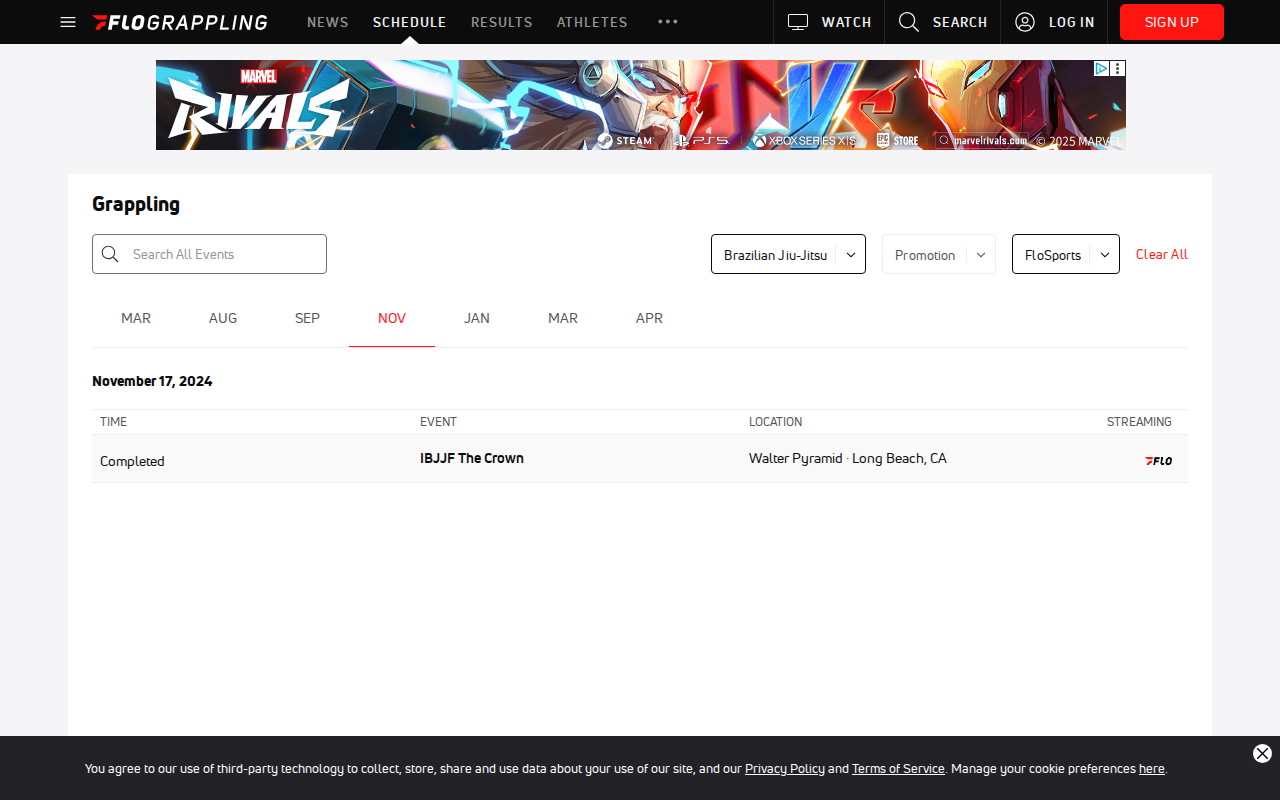 FLOGRAPPLING NEWS SCHEDULE RESULTS ATHLETES ••• WATCH SEARCH LOG IN SIGN UP
MARVEL
RIVALS
VS
STEAM PS5 XBOX SERIES X|S EPIC GAMES STORE marvelrivals.com © 2025 MARVEL
Grappling
Search All Events Brazilian Jiu-Jitsu Promotion FloSports Clear All
MAR AUG SEP NOV JAN MAR APR
November 17, 2024
TIME EVENT LOCATION STREAMING
Completed IBJJF The Crown Walter Pyramid · Long Beach, CA FLO
You agree to our use of third-party technology to collect, store, share and use data about your use of our site, and our Privacy Policy and Terms of Service. Manage your cookie preferences here.